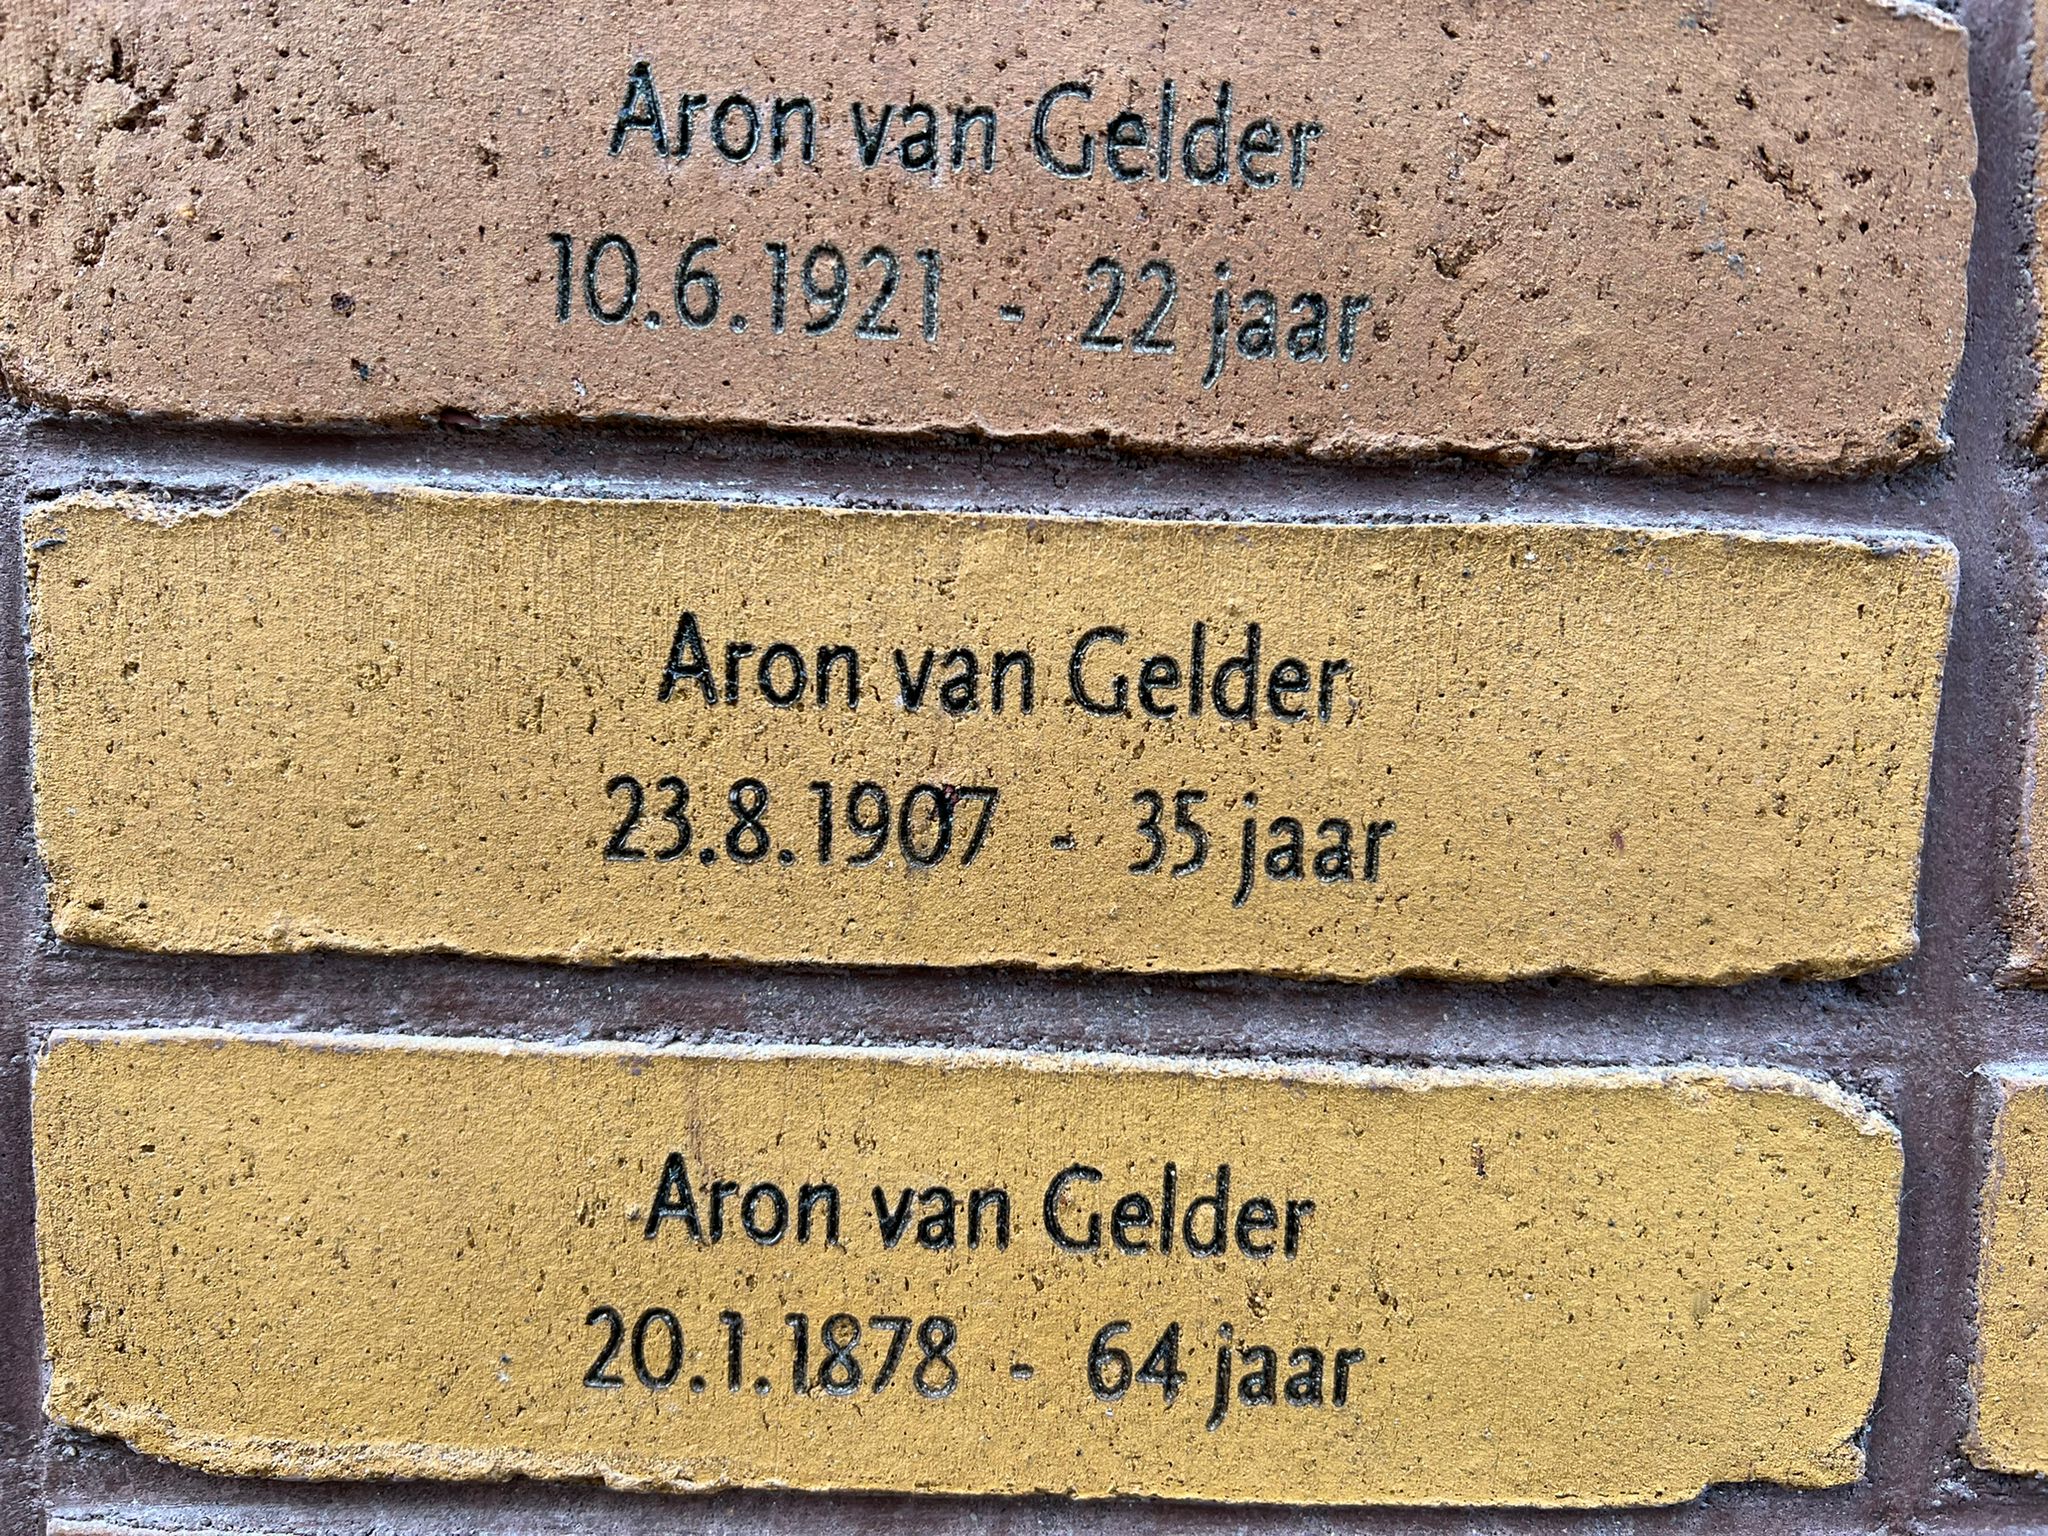 Aron van Gelder
10.6.1921 - 22 jaar
Aron van Gelder
23.8.1907 - 35 jaar
Aron van Gelder
20.1.1878 - 64 jaar